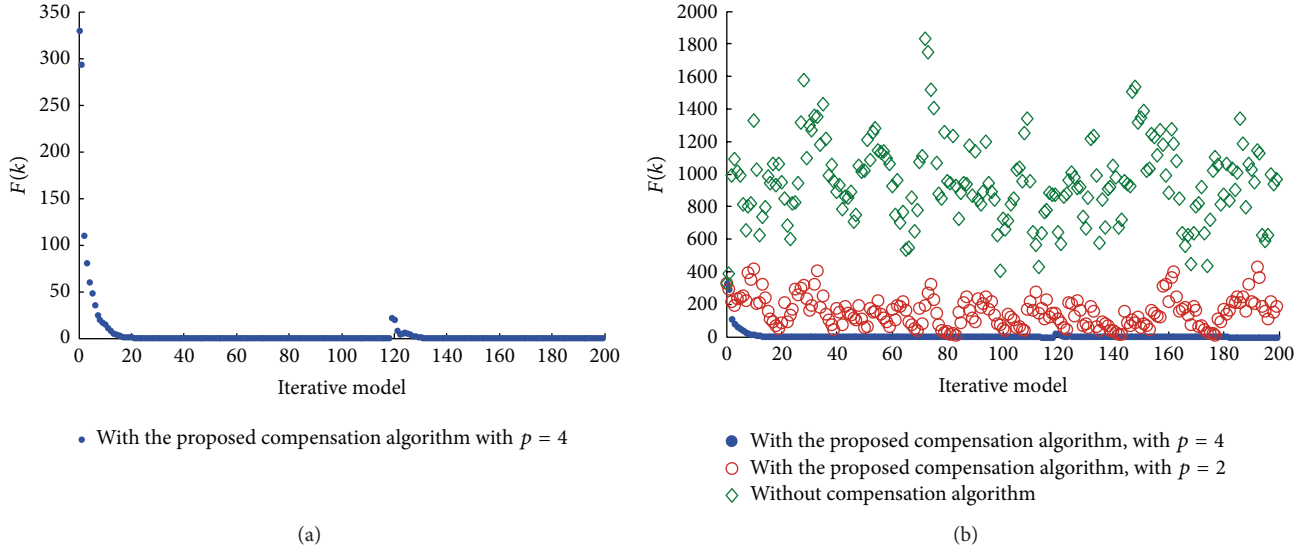 350
300
250
200
150
100
50
0
F(k)
0 20 40 60 80 100 120 140 160 180 200
Iterative model
With the proposed compensation algorithm with p = 4
(a)
2000
1800
1600
1400
1200
1000
800
600
400
200
0
F(k)
0 20 40 60 80 100 120 140 160 180 200
Iterative model
With the proposed compensation algorithm, with p = 4
With the proposed compensation algorithm, with p = 2
Without compensation algorithm
(b)